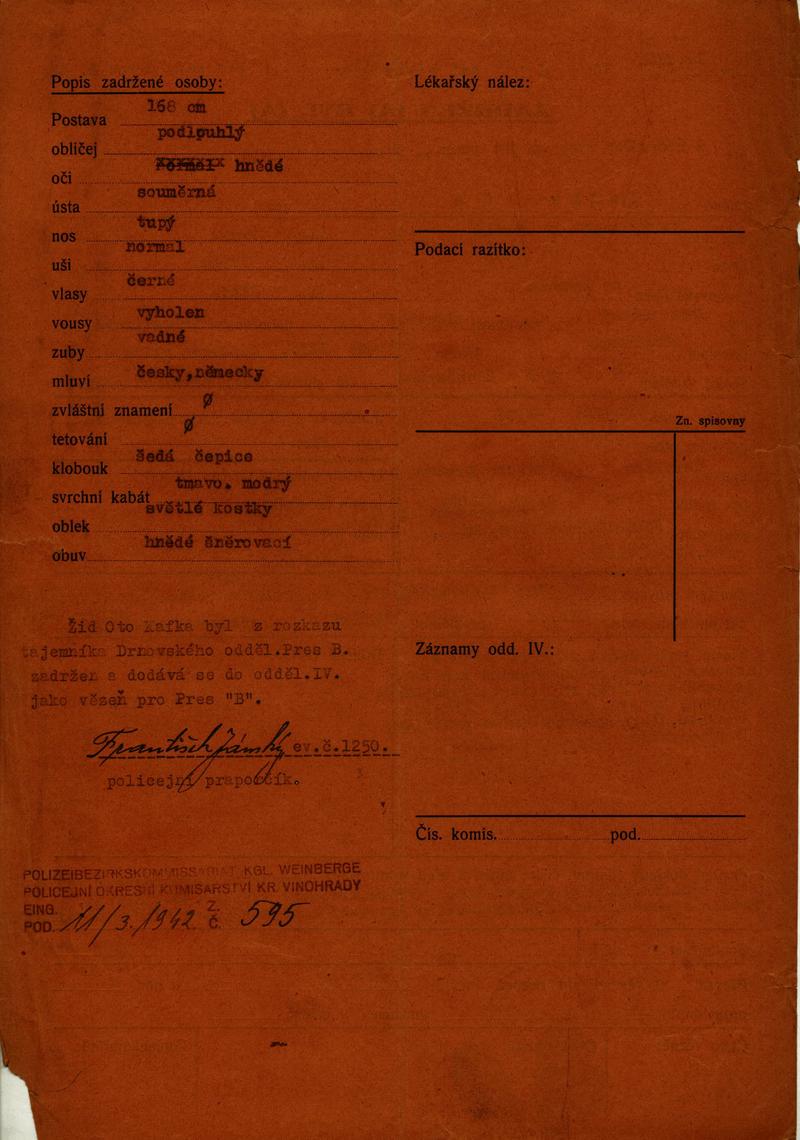 Popis zadržené osoby:
Postava 168 cm
obličej podlouhlý
oči hnědé
ústa souměrná
nos tupý
uši normal
vlasy černé
vousy vyholen
zuby vadné
mluví česky,německy
zvláštní znamení Ø
tetování Ø
klobouk šedá čepice
svrchní kabát tmavo. modrý
oblek světlé kostky
obuv hnědé šněrovací
Žid Oto Kafka byl z rozkazu
tajemníka Drnovského odděl.Pres B.
zadržen a dodává se do odděl.IV.
jako vězeň pro Pres "B".
František ev.č.1250.
policejní praporčík.
POLIZEIBEZIRKSKOMMISSARIAT KGL. WEINBERGE
POLICEJNÍ OKRESNÍ KOMISARSTVÍ KR. VINOHRADY
EING. Z.
POD. 11/3./1942 Č. 595
Lékařský nález:
Podací razítko:
Zn. spisovny
Záznamy odd. IV.:
Čís. komis. pod.